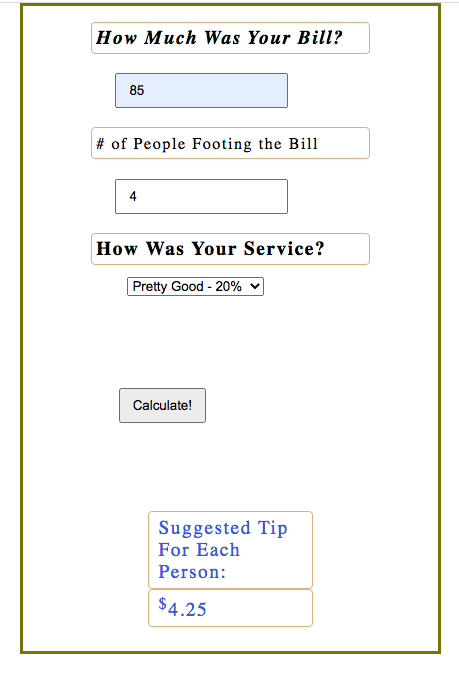 How Much Was Your Bill?
85
# of People Footing the Bill
4
How Was Your Service?
Pretty Good - 20%
Calculate!
Suggested Tip
For Each
Person:
$4.25